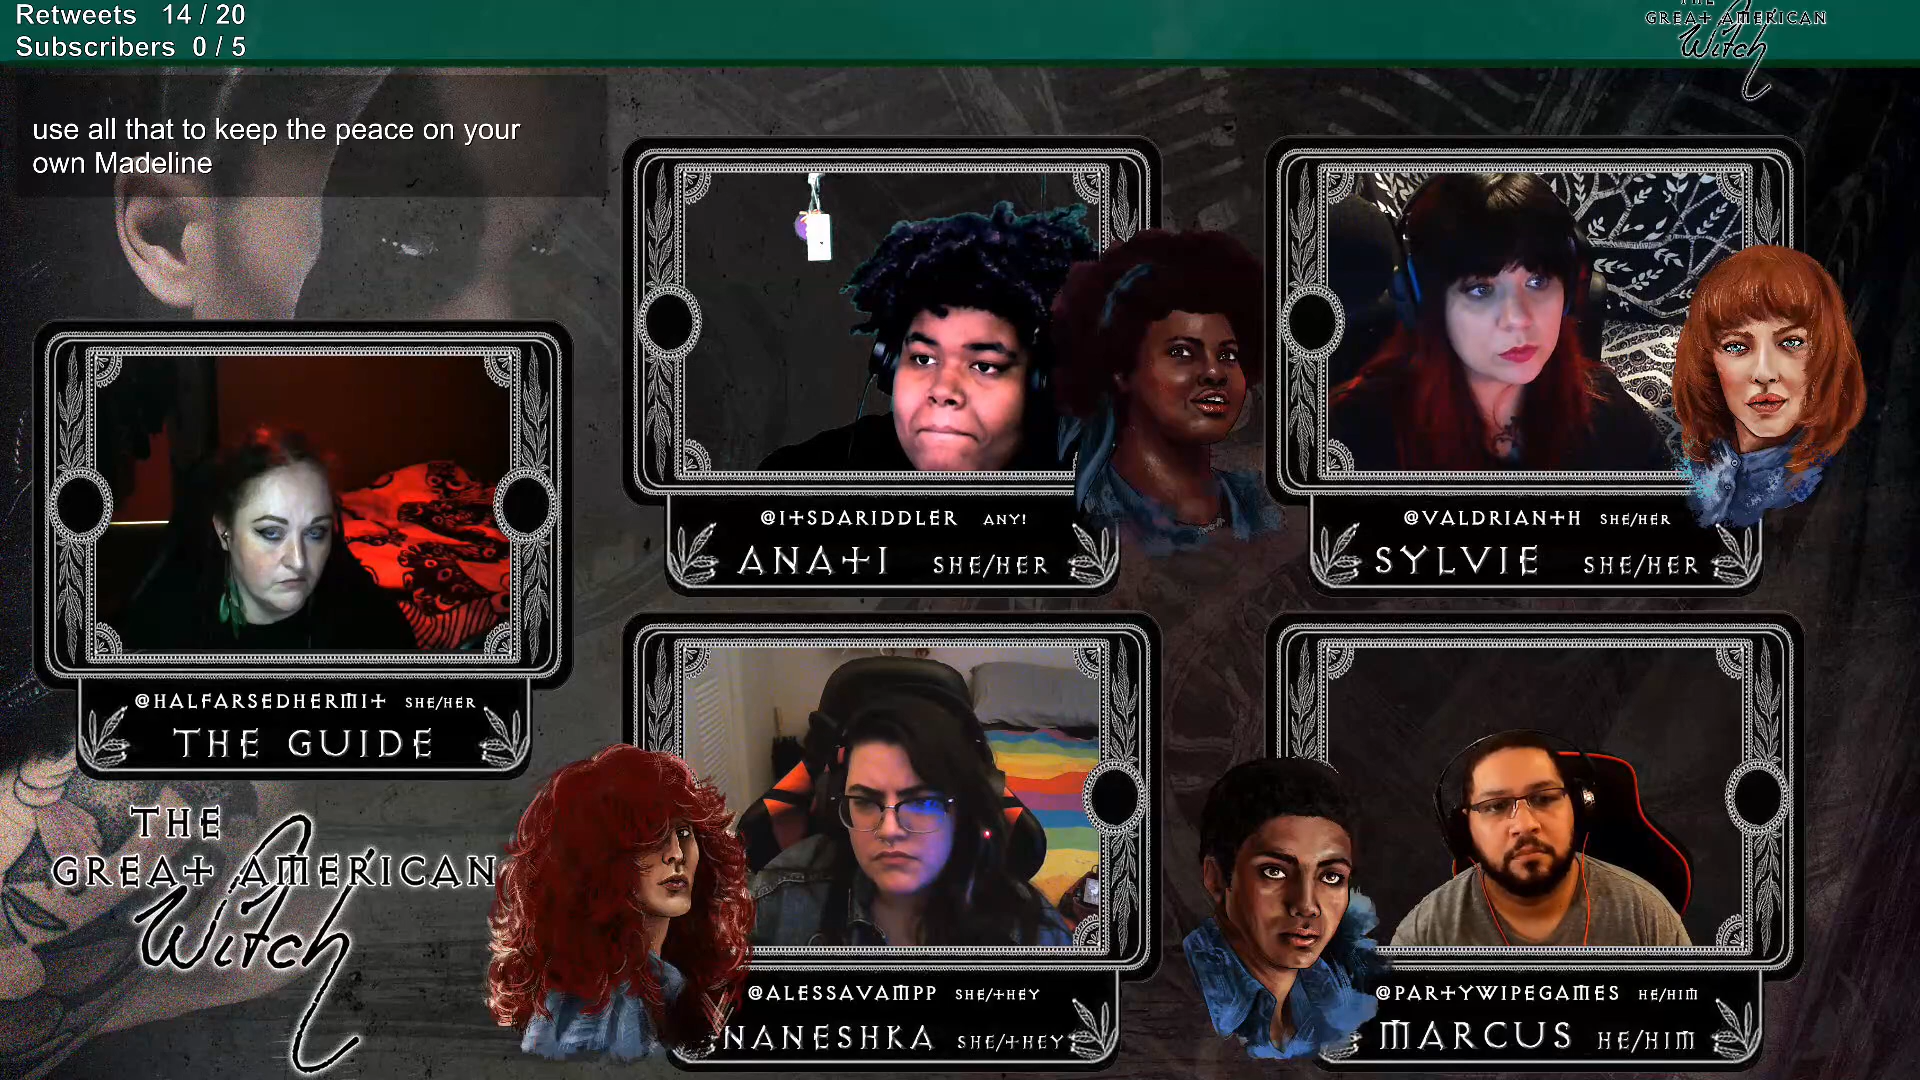 Retweets 14 / 20
Subscribers 0 / 5
THE
GREAT AMERICAN
Witch
use all that to keep the peace on your
own Madeline
@ITSDARIDDLER ANY!
ANATI SHE/HER
@VALDRIANTH SHE/HER
SYLVIE SHE/HER
@HALFARSEDHERMIT SHE/HER
THE GUIDE
THE
GREAT AMERICAN
Witch
@ALESSAVAMPP SHE/THEY
NANESHKA SHE/THEY
@PARTYWIPEGAMES HE/HIM
MARCUS HE/HIM